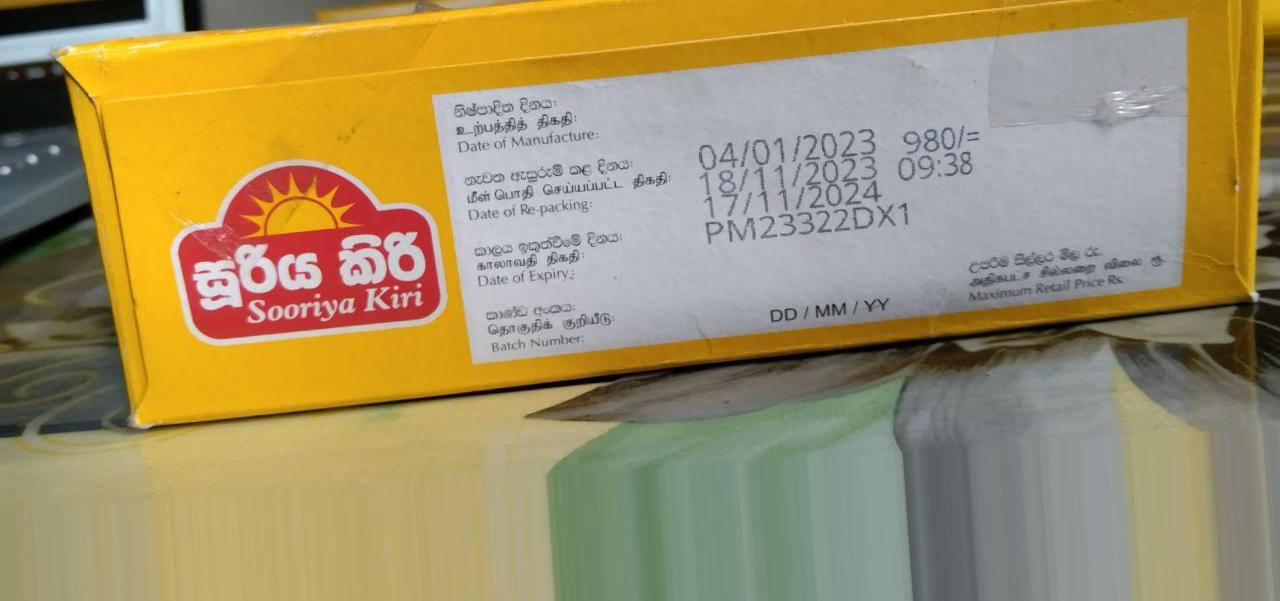 සූරිය කිරි
Sooriya Kiri
නිෂ්පාදිත දිනය:
உற்பத்தித் திகதி:
Date of Manufacture:
නැවත ඇසුරුම් කළ දිනය:
மீள் பொதி செய்யப்பட்ட திகதி:
Date of Re-packing:
කාලය ඉකුත්වීමේ දිනය:
காலாவதி திகதி:
Date of Expiry:
කාණ්ඩ අංකය:
தொகுதிக் குறியீடு:
Batch Number:
04/01/2023 980/=
18/11/2023 09:38
17/11/2024
PM23322DX1
DD / MM / YY
උපරිම සිල්ලර මිල රු.
அதிகபட்ச சில்லறை விலை ரூ.
Maximum Retail Price Rs.